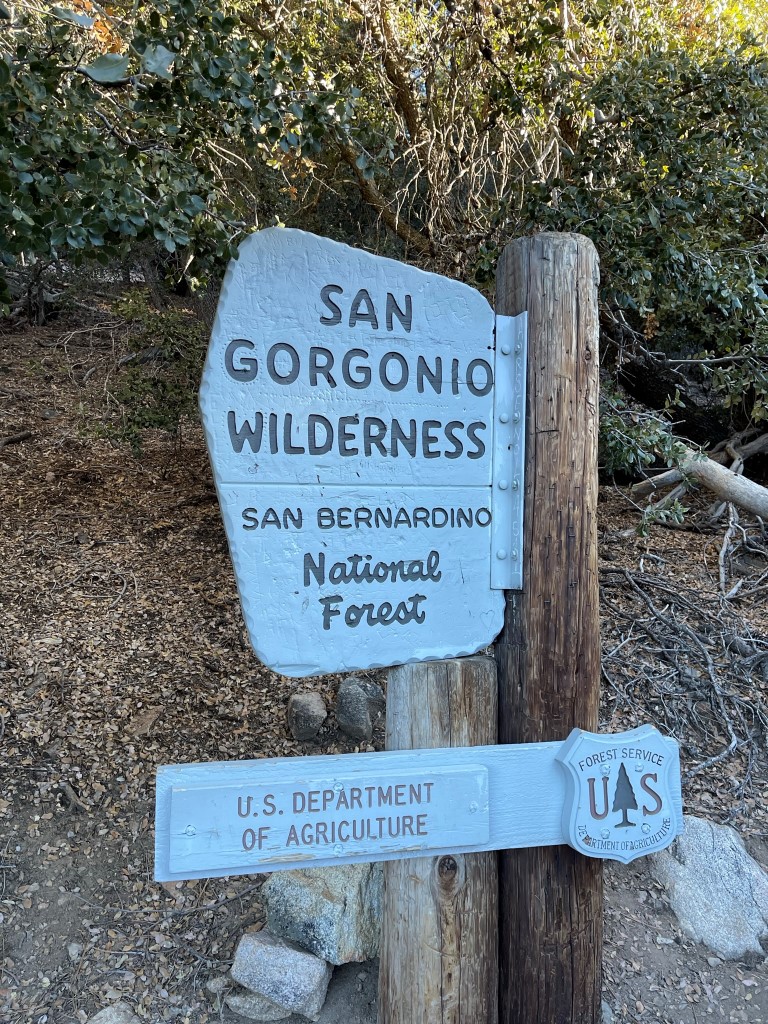 SAN
GORGONIO
WILDERNESS
SAN BERNARDINO
National
Forest
U.S. DEPARTMENT
OF AGRICULTURE
FOREST SERVICE
U S
DEPARTMENT OF AGRICULTURE